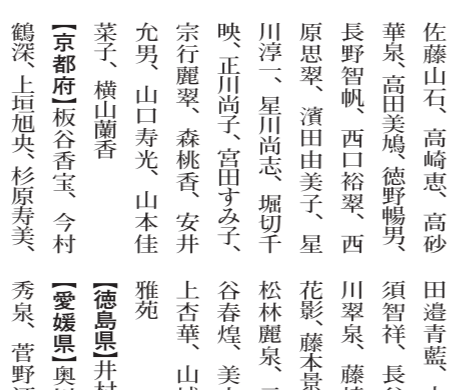 佐藤山石、高崎恵、高砂
華泉、高田美鳩、徳野暢男、
長野智帆、西口裕翠、西
原思翠、濱田由美子、星
川淳一、星川尚志、堀切千
映、正川尚子、宮田すみ子、
宗行麗翠、森桃香、安井
允男、山口寿光、山本佳
菜子、横山蘭香
【京都府】板谷香宝、今村
鶴深、上垣旭央、杉原寿美、
田邉青藍、
須智祥、長谷
川翠泉、藤
花影、藤本景
松林麗泉、
谷春煌、美
上杏華、山
雅苑
【徳島県】井村
【愛媛県】奥
秀泉、菅野